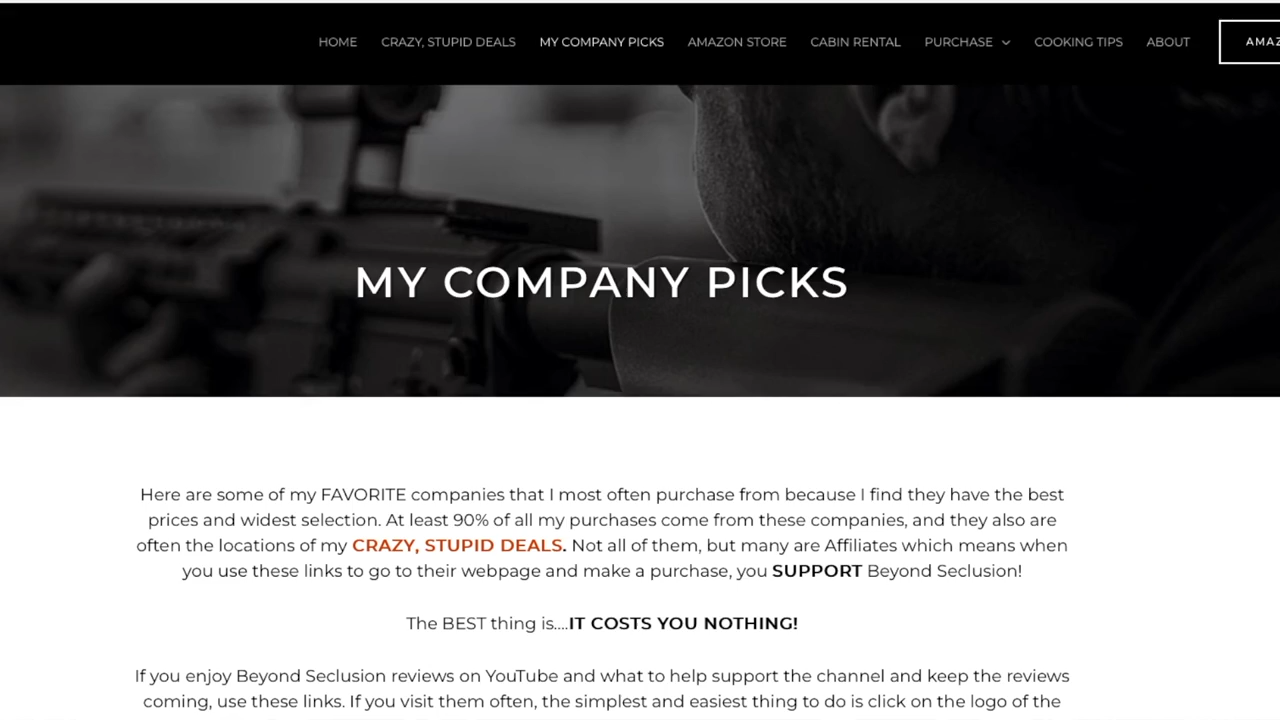 HOME CRAZY, STUPID DEALS MY COMPANY PICKS AMAZON STORE CABIN RENTAL PURCHASE COOKING TIPS ABOUT
MY COMPANY PICKS
Here are some of my FAVORITE companies that I most often purchase from because I find they have the best
prices and widest selection. At least 90% of all my purchases come from these companies, and they also are
often the locations of my CRAZY, STUPID DEALS. Not all of them, but many are Affiliates which means when
you use these links to go to their webpage and make a purchase, you SUPPORT Beyond Seclusion!
The BEST thing is....IT COSTS YOU NOTHING!
If you enjoy Beyond Seclusion reviews on YouTube and what to help support the channel and keep the reviews
coming, use these links. If you visit them often, the simplest and easiest thing to do is click on the logo of the